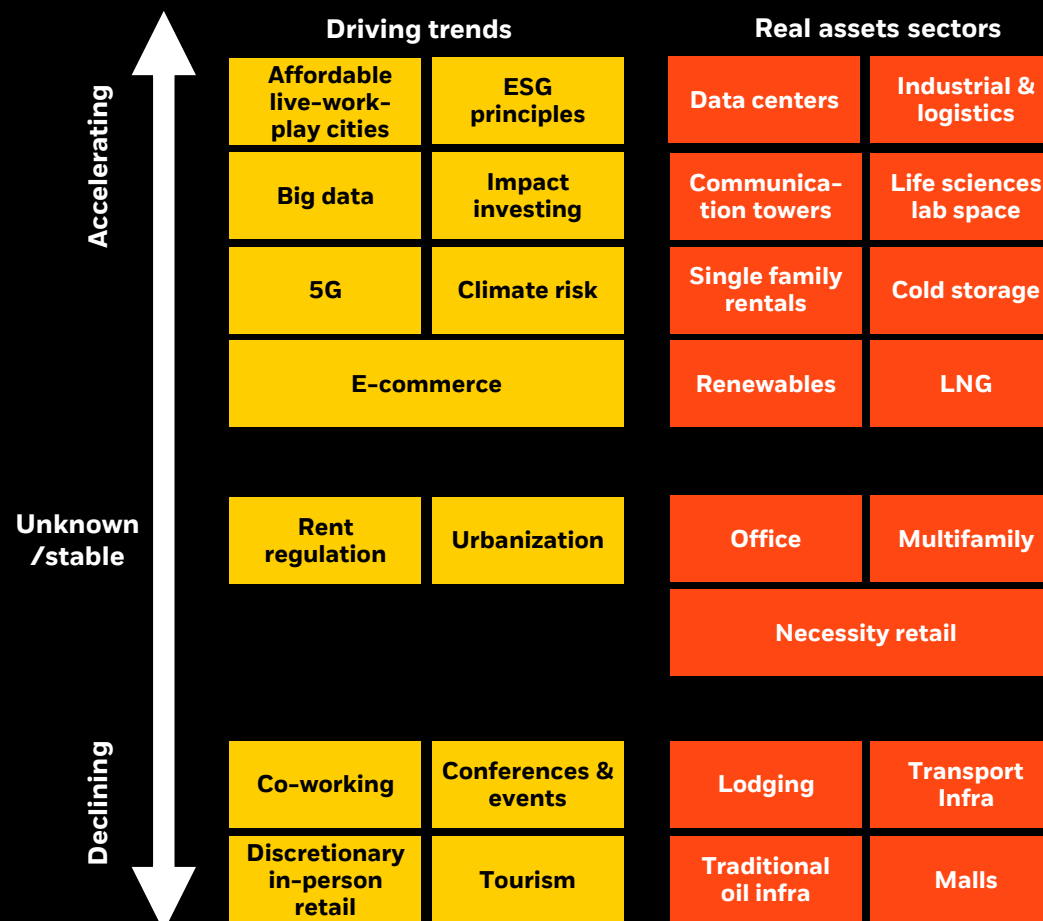 Driving trends
Real assets sectors
Accelerating
Affordable
live-work-
play cities
ESG
principles
Data centers
Industrial &
logistics
Big data
Impact
investing
Communica-
tion towers
Life sciences
lab space
5G
Climate risk
Single family
rentals
Cold storage
E-commerce
Renewables
LNG
Unknown
/stable
Rent
regulation
Urbanization
Office
Multifamily
Necessity retail
Declining
Co-working
Conferences &
events
Lodging
Transport
Infra
Discretionary
in-person
retail
Tourism
Traditional
oil infra
Malls